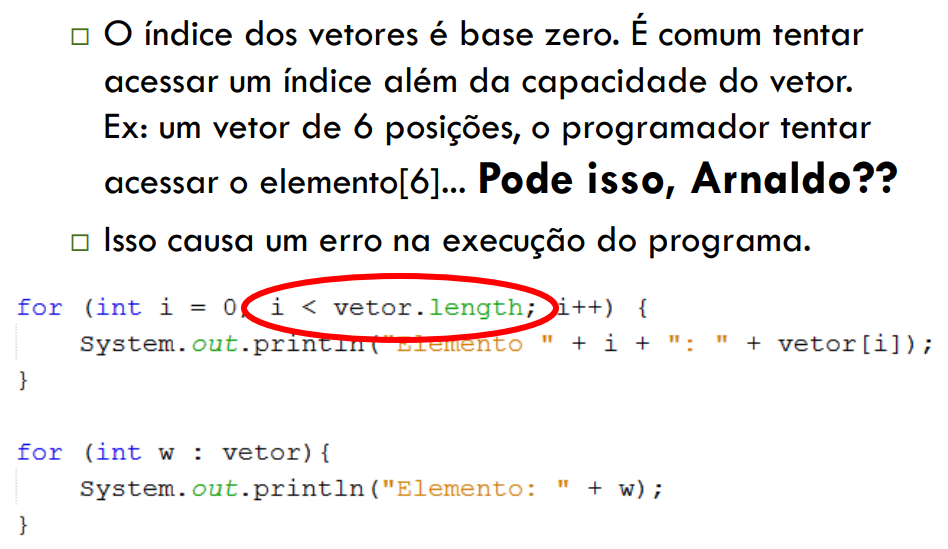 O índice dos vetores é base zero. É comum tentar
acessar um índice além da capacidade do vetor.
Ex: um vetor de 6 posições, o programador tentar
acessar o elemento[6]... Pode isso, Arnaldo??
Isso causa um erro na execução do programa.
for (int i = 0; i < vetor.length; i++) {
System.out.println("Elemento " + i + ": " + vetor[i]);
}
for (int w : vetor){
System.out.println("Elemento: " + w);
}